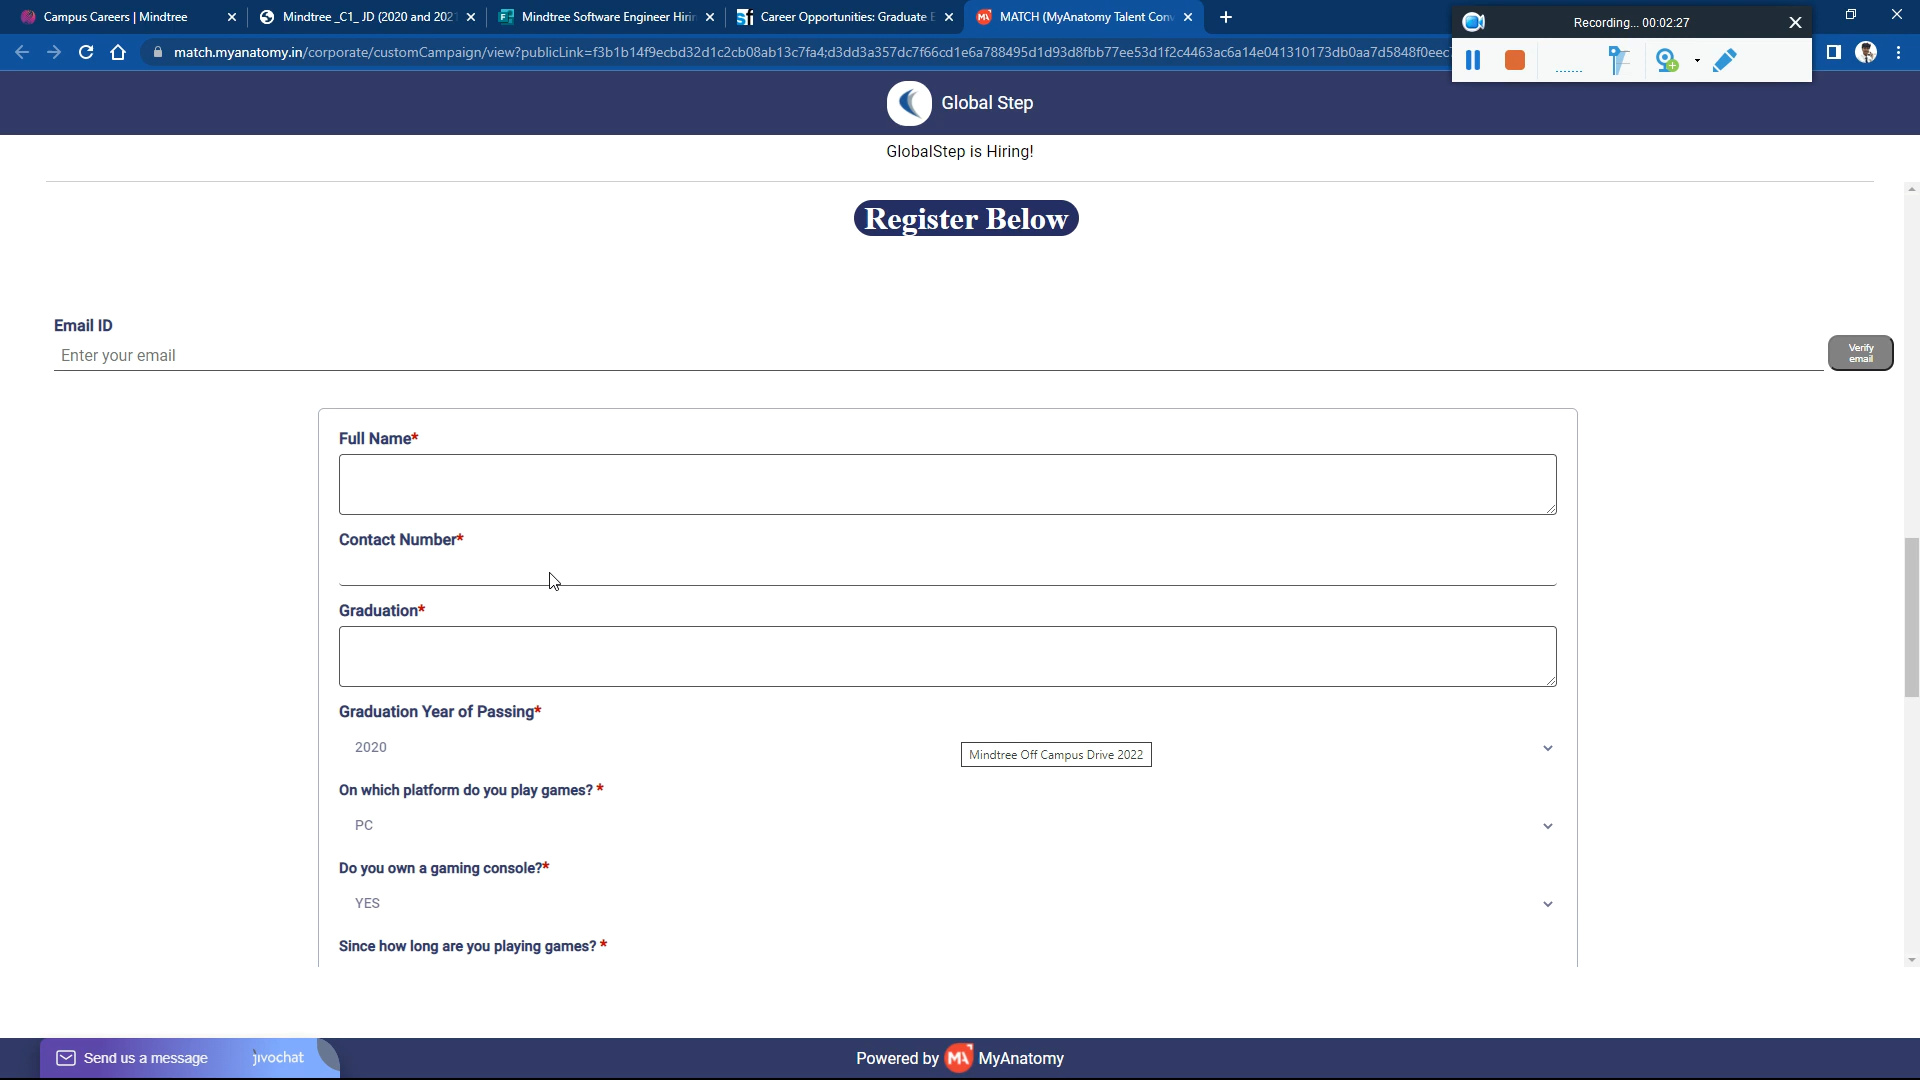 Campus Careers | Mindtree
Mindtree _C1_ JD (2020 and 202
Mindtree Software Engineer Hirin
Career Opportunities: Graduate E
MATCH (MyAnatomy Talent Con
Recording... 00:02:27
match.myanatomy.in/corporate/customCampaign/view?publicLink=f3b1b14f9ecbd32d1c2cb08ab13c7fa4;d3dd3a357dc7f66cd1e6a788495d1d93d8fbb77ee53d1f2c4463ac6a14e041310173db0aa7d5848f0eec
Global Step
GlobalStep is Hiring!
Register Below
Email ID
Enter your email
Verify
email
Full Name*
Contact Number*
Graduation*
Graduation Year of Passing*
2020
Mindtree Off Campus Drive 2022
On which platform do you play games? *
PC
Do you own a gaming console?*
YES
Since how long are you playing games? *
Send us a message
jivochat
Powered by MA MyAnatomy